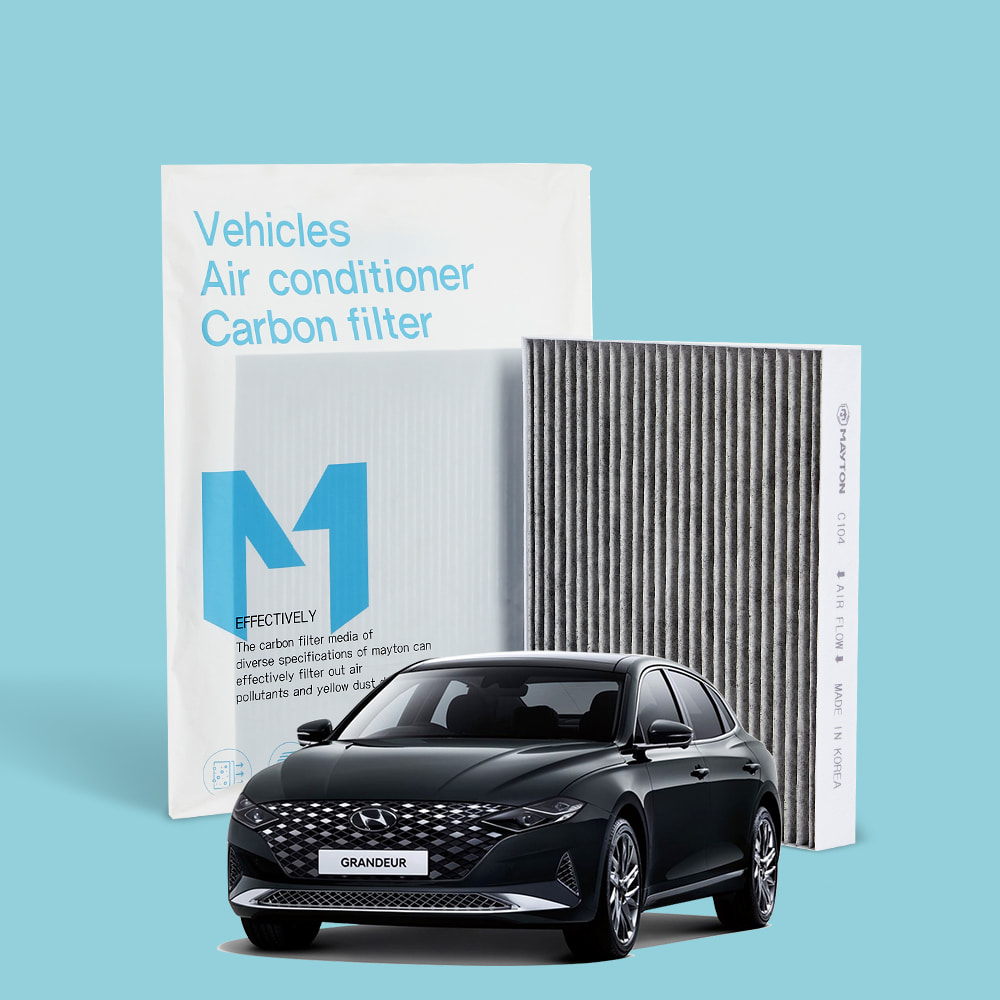 Vehicles
Air conditioner
Carbon filter
EFFECTIVELY
The carbon filter media of
diverse specifications of mayton can
effectively filter out air
pollutants and yellow dust
MAYTON C104 AIR FLOW MADE IN KOREA
GRANDEUR